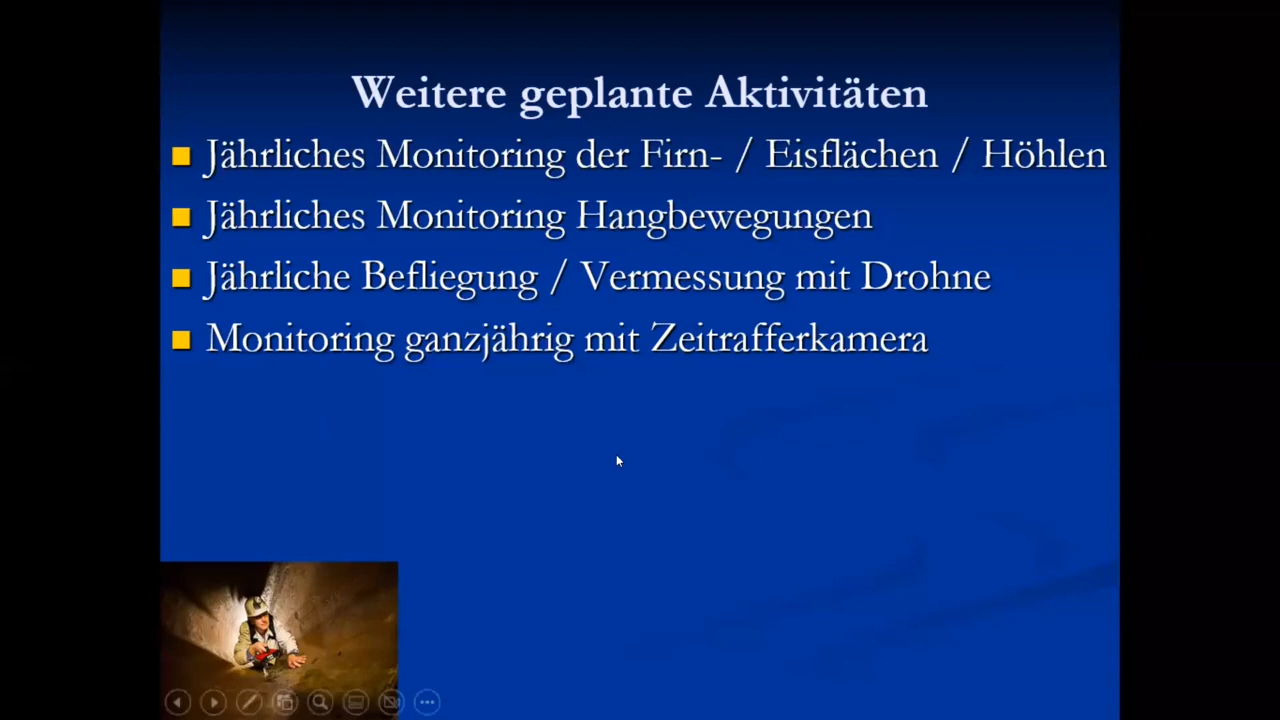 Weitere geplante Aktivitäten
Jährliches Monitoring der Firn- / Eisflächen / Höhlen
Jährliches Monitoring Hangbewegungen
Jährliche Befliegung / Vermessung mit Drohne
Monitoring ganzjährig mit Zeitrafferkamera